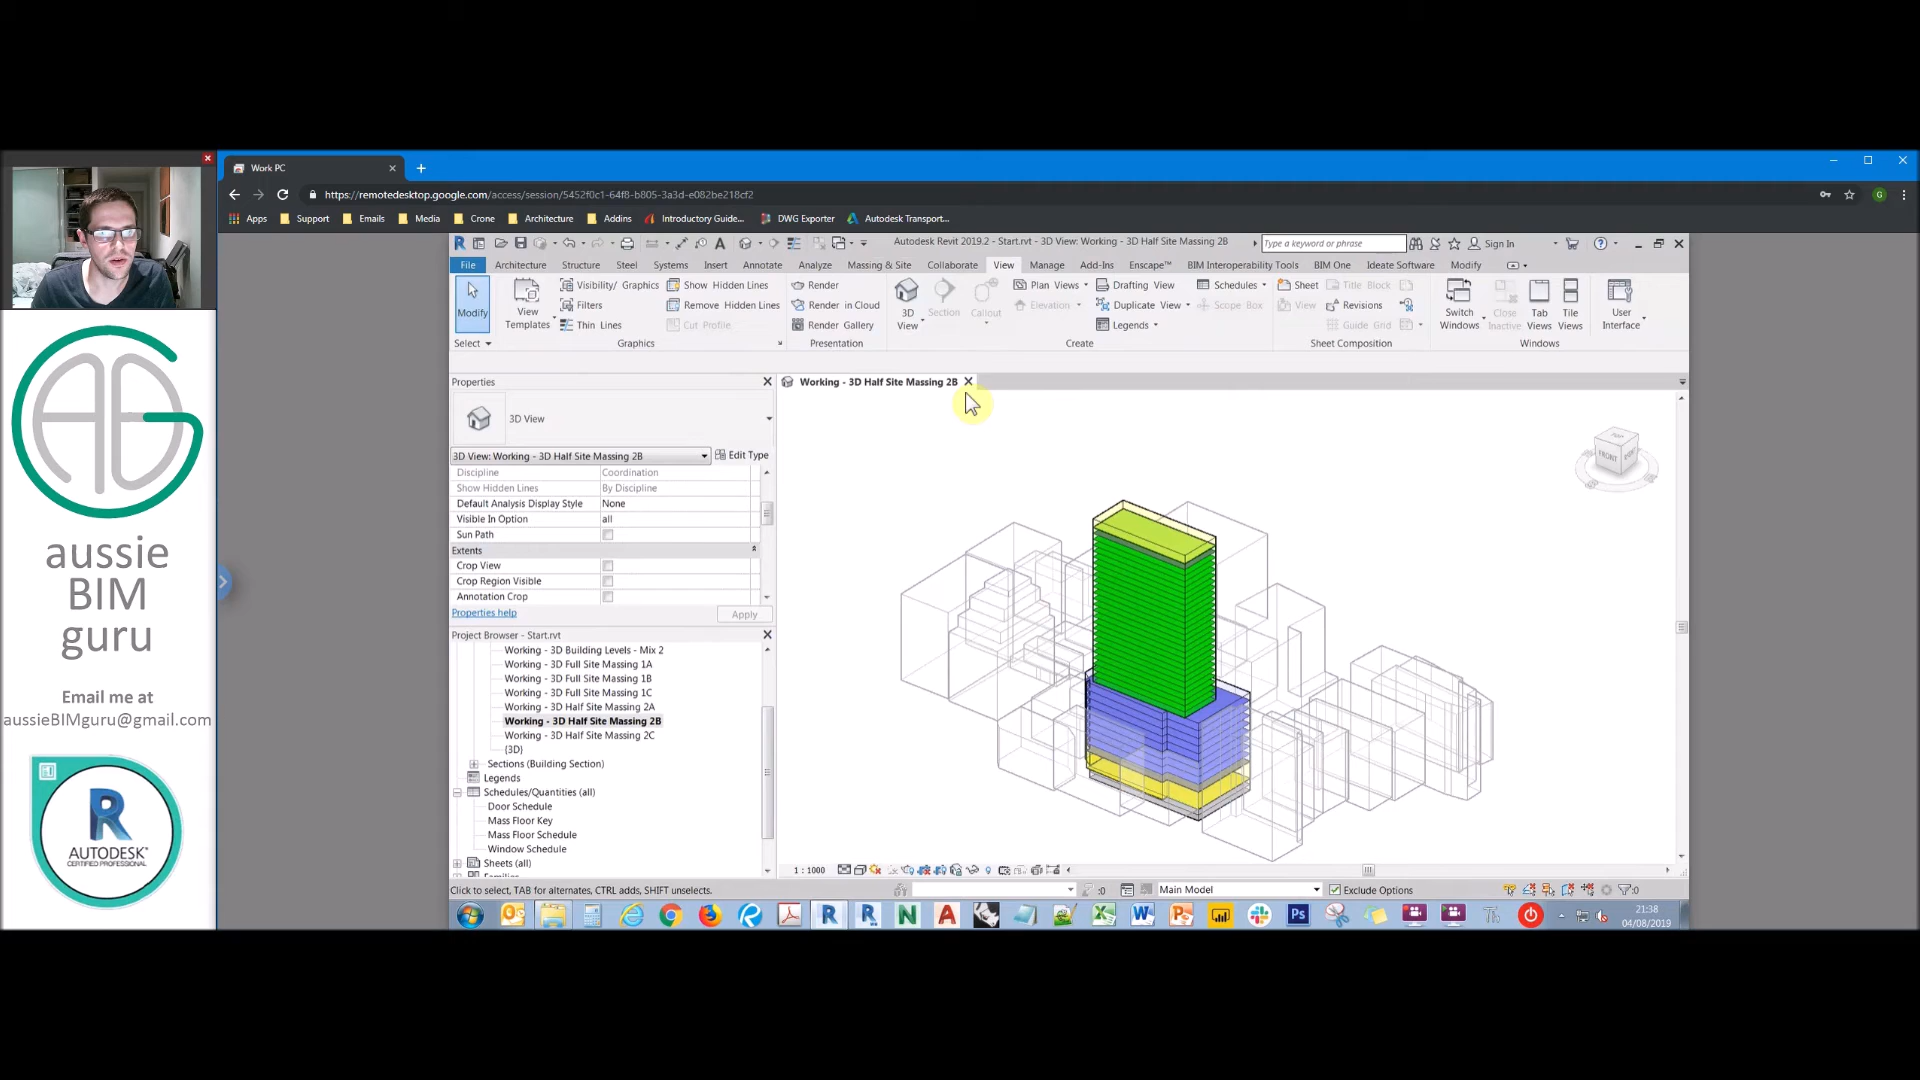 Work PC
https://remotedesktop.google.com/access/session/5452f0c1-64f8-b805-3a3d-e082be218cf2
G
Apps Support Emails Media Crone Architecture Addins Introductory Guide... DWG Exporter Autodesk Transport...
Autodesk Revit 2019.2 - Start.rvt - 3D View: Working - 3D Half Site Massing 2B
Type a keyword or phrase
Sign In
File Architecture Structure Steel Systems Insert Annotate Analyze Massing & Site Collaborate View Manage Add-Ins Enscape™ BIM Interoperability Tools BIM One Ideate Software Modify
Modify
View Templates
Visibility/ Graphics
Filters
Thin Lines
Show Hidden Lines
Remove Hidden Lines
Cut Profile
Render
Render in Cloud
Render Gallery
3D View
Section
Callout
Plan Views
Elevation
Drafting View
Duplicate View
Legends
Schedules
Scope Box
Sheet
View
Title Block
Revisions
Guide Grid
Switch Windows
Close Inactive
Tab Views
Tile Views
User Interface
Select Graphics Presentation Create Sheet Composition Windows
Properties
3D View
3D View: Working - 3D Half Site Massing 2B
Edit Type
Discipline Coordination
Show Hidden Lines By Discipline
Default Analysis Display Style None
Visible In Option all
Sun Path
Extents
Crop View
Crop Region Visible
Annotation Crop
Properties help
Apply
Project Browser - Start.rvt
Working - 3D Building Levels - Mix 2
Working - 3D Full Site Massing 1A
Working - 3D Full Site Massing 1B
Working - 3D Full Site Massing 1C
Working - 3D Half Site Massing 2A
Working - 3D Half Site Massing 2B
Working - 3D Half Site Massing 2C
{3D}
Sections (Building Section)
Legends
Schedules/Quantities (all)
Door Schedule
Mass Floor Key
Mass Floor Schedule
Window Schedule
Sheets (all)
Working - 3D Half Site Massing 2B
FRONT
1 : 1000
Click to select, TAB for alternates, CTRL adds, SHIFT unselects.
:0
Main Model
Exclude Options
:0
21:38
04/08/2019
aussie
BIM
guru
Email me at
aussieBIMguru@gmail.com
R
AUTODESK
CERTIFIED PROFESSIONAL